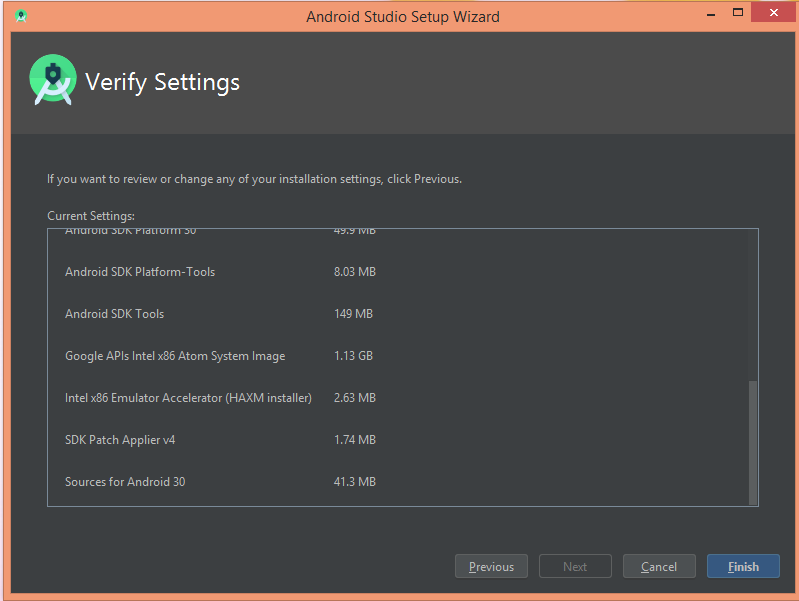 Android Studio Setup Wizard
Verify Settings
If you want to review or change any of your installation settings, click Previous.
Current Settings:
Android SDK Platform 30 49.9 MB
Android SDK Platform-Tools 8.03 MB
Android SDK Tools 149 MB
Google APIs Intel x86 Atom System Image 1.13 GB
Intel x86 Emulator Accelerator (HAXM installer) 2.63 MB
SDK Patch Applier v4 1.74 MB
Sources for Android 30 41.3 MB
Previous Next Cancel Finish